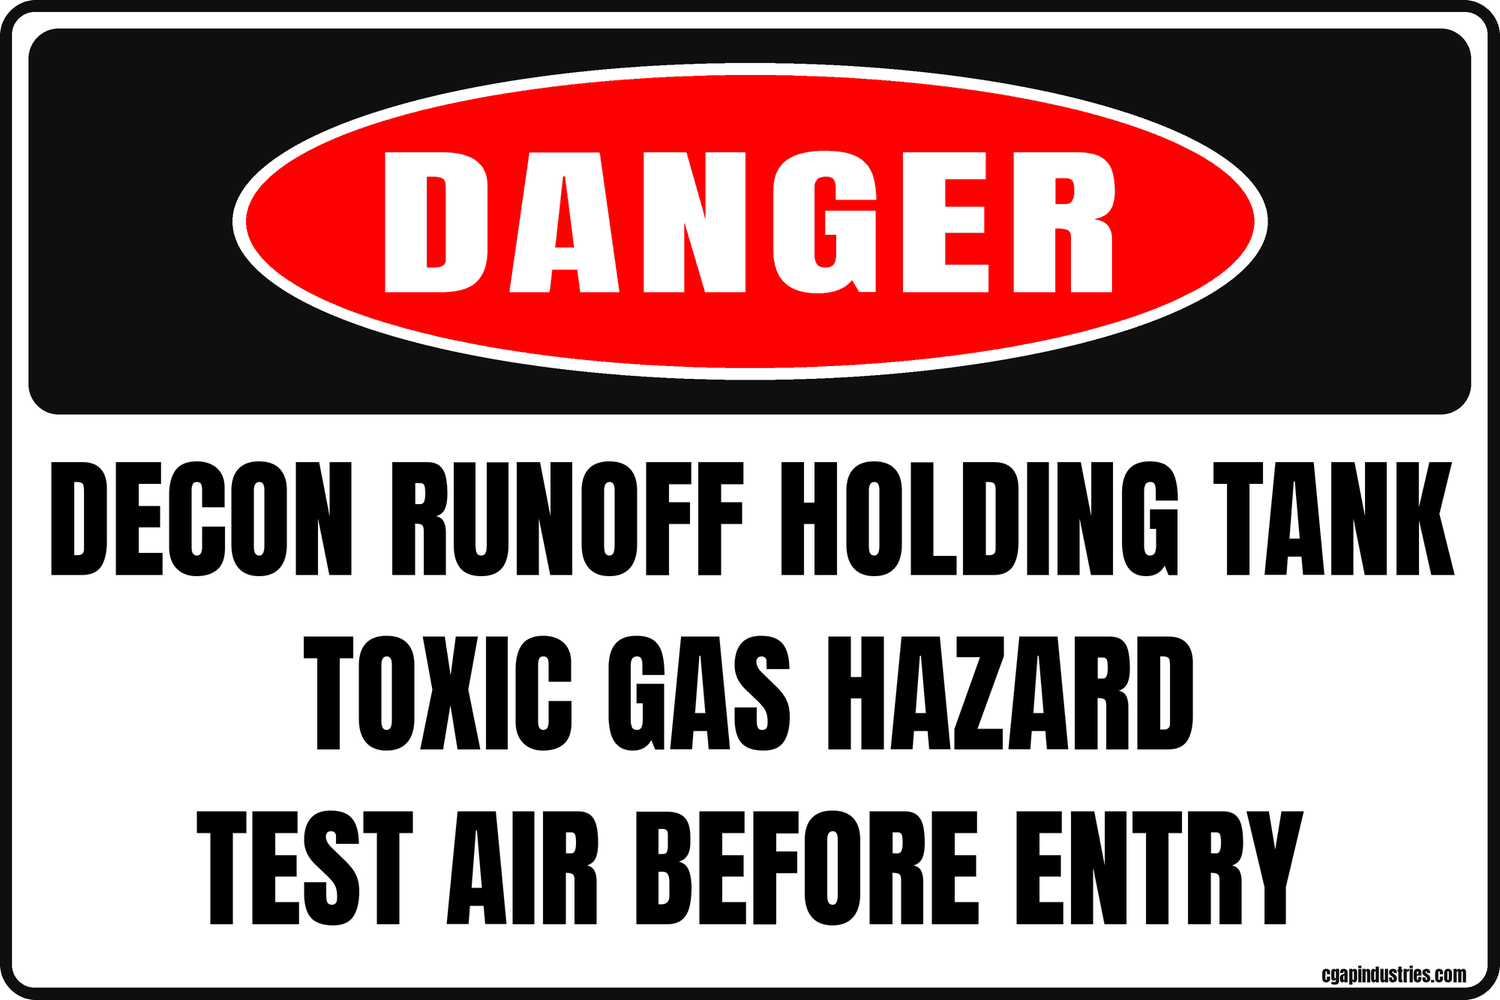 DANGER
DECON RUNOFF HOLDING TANK
TOXIC GAS HAZARD
TEST AIR BEFORE ENTRY
cgapindustries.com